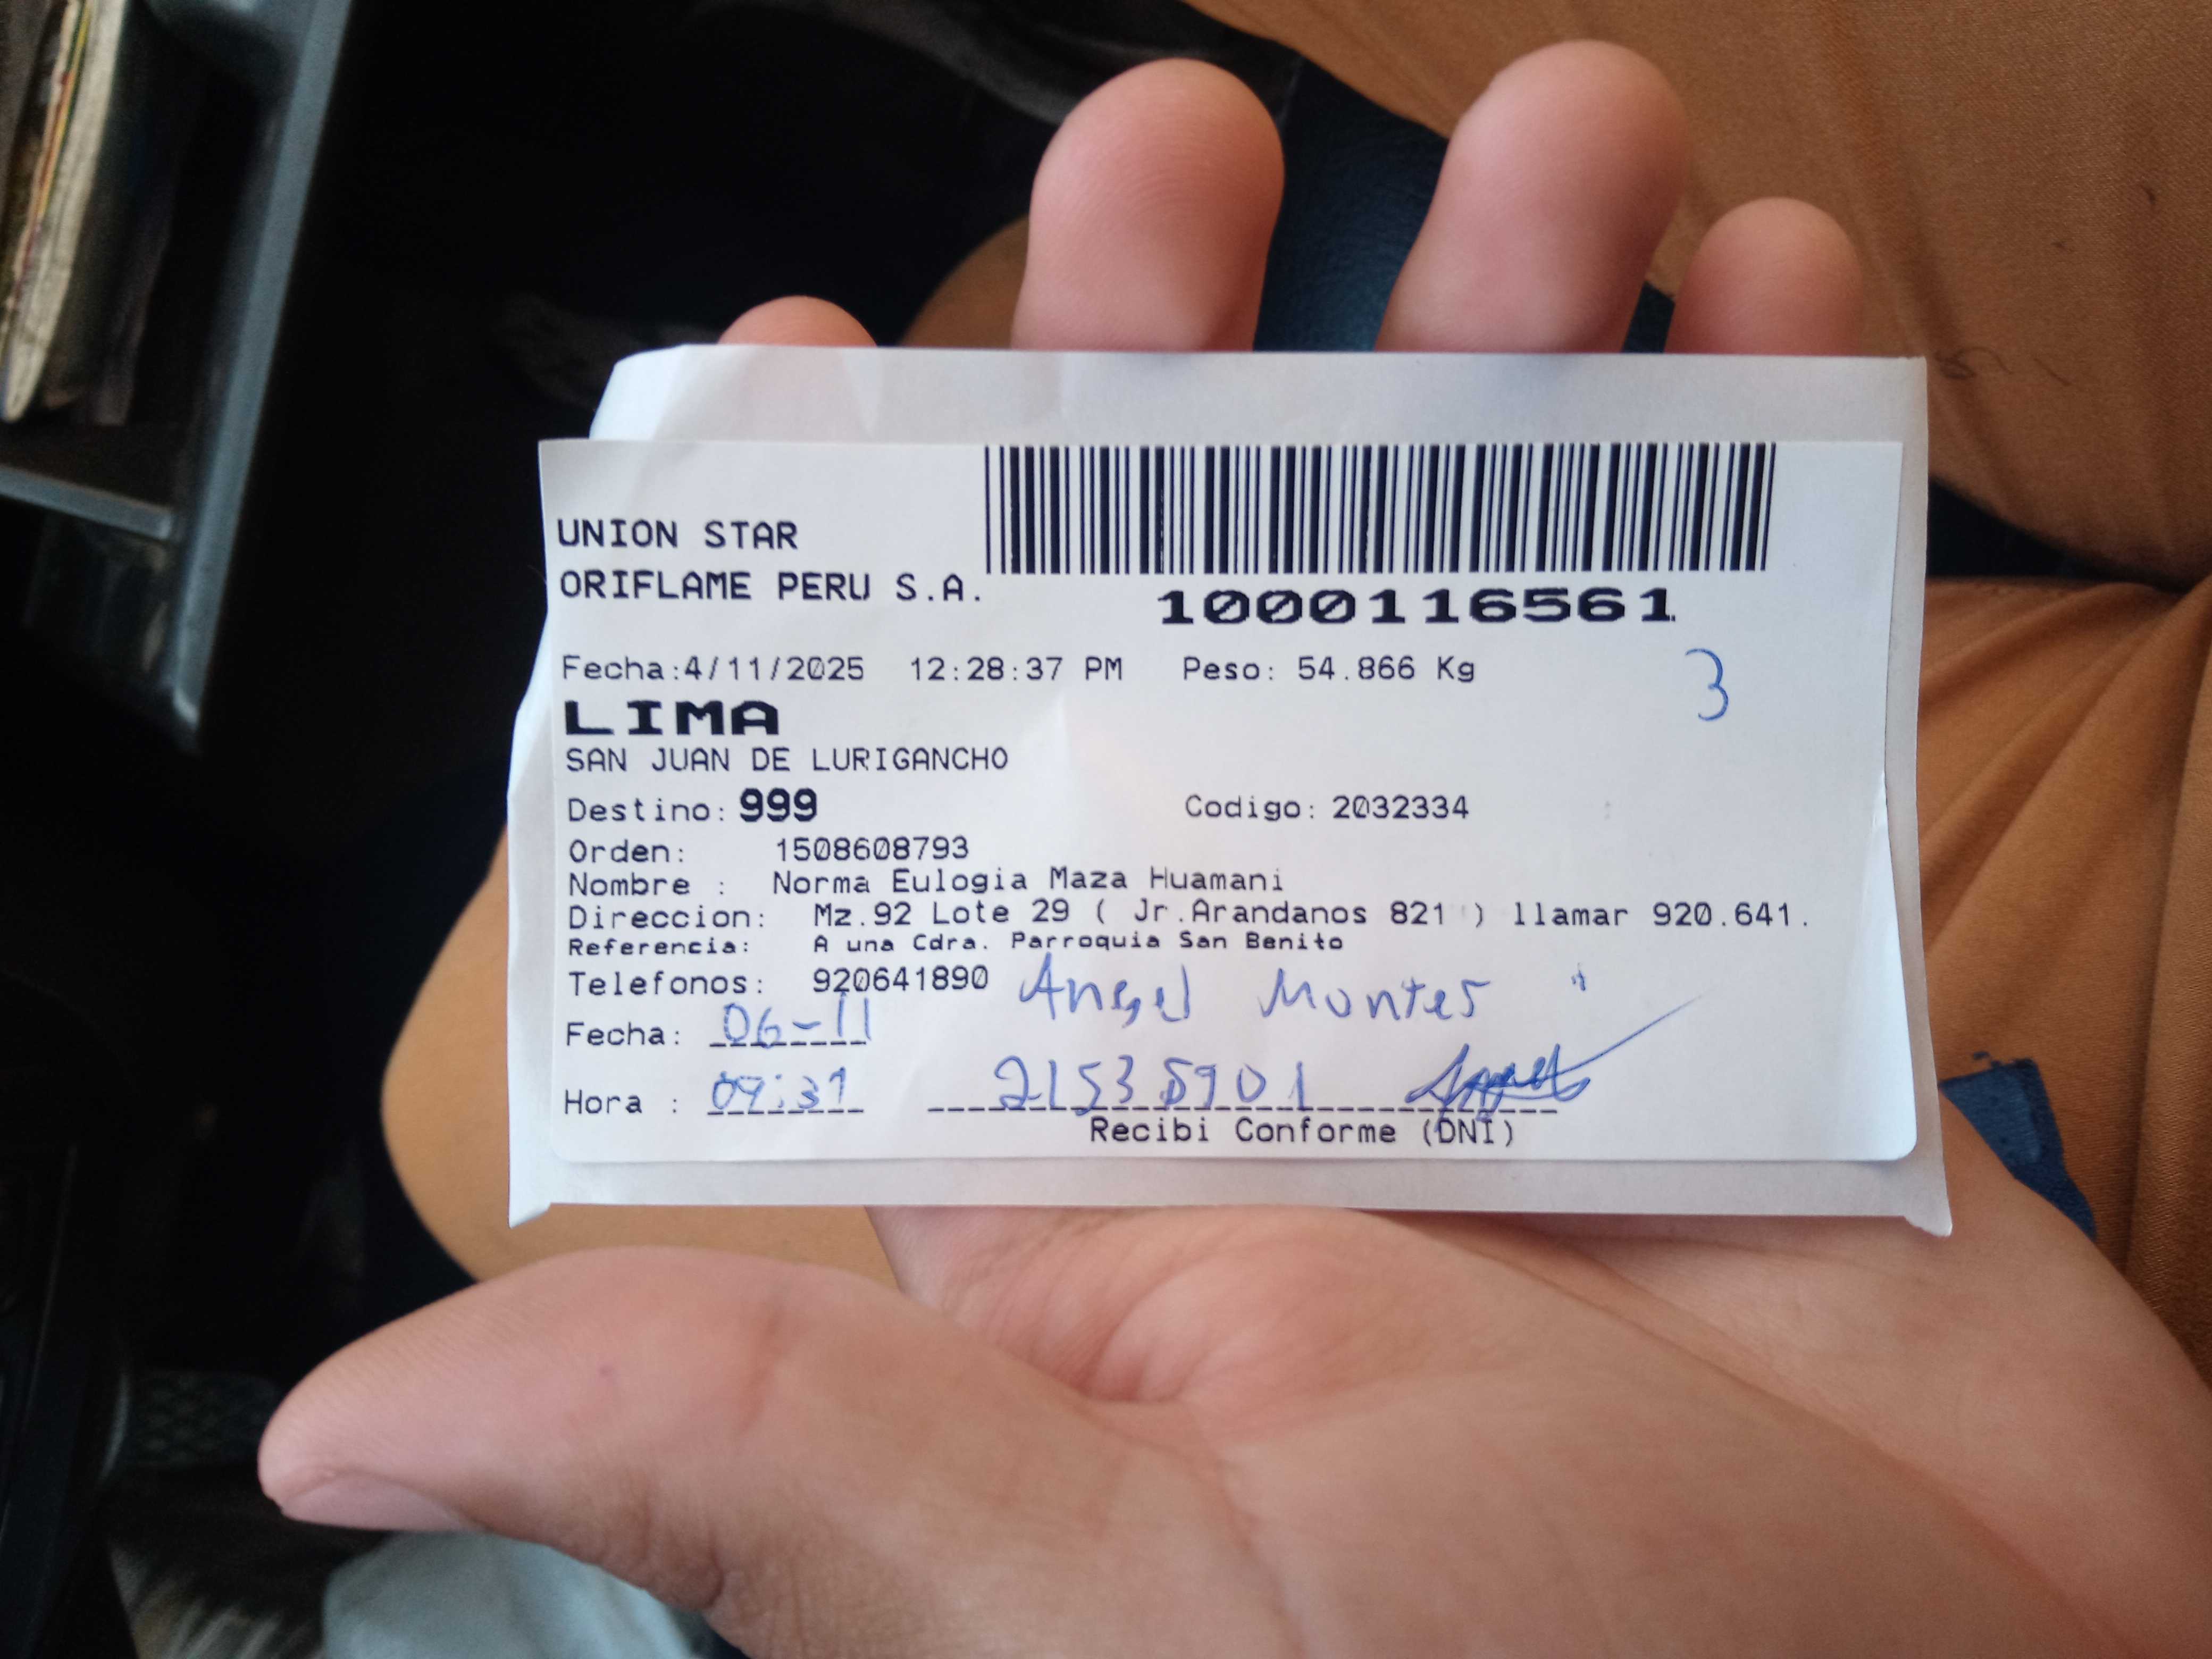 UNION STAR
ORIFLAME PERU S.A.
1000116561
Fecha:4/11/2025 12:28:37 PM Peso: 54.866 Kg
3
LIMA
SAN JUAN DE LURIGANCHO
Destino: 999 Codigo: 2032334
Orden: 1508608793
Nombre : Norma Eulogia Maza Huamani
Direccion: Mz.92 Lote 29 ( Jr.Arandanos 821 ) llamar 920.641.
Referencia: A una Cdra. Parroquia San Benito
Telefonos: 920641890 Angel Montes
Fecha: 06-11
Hora :
Recibi Conforme (DNI)